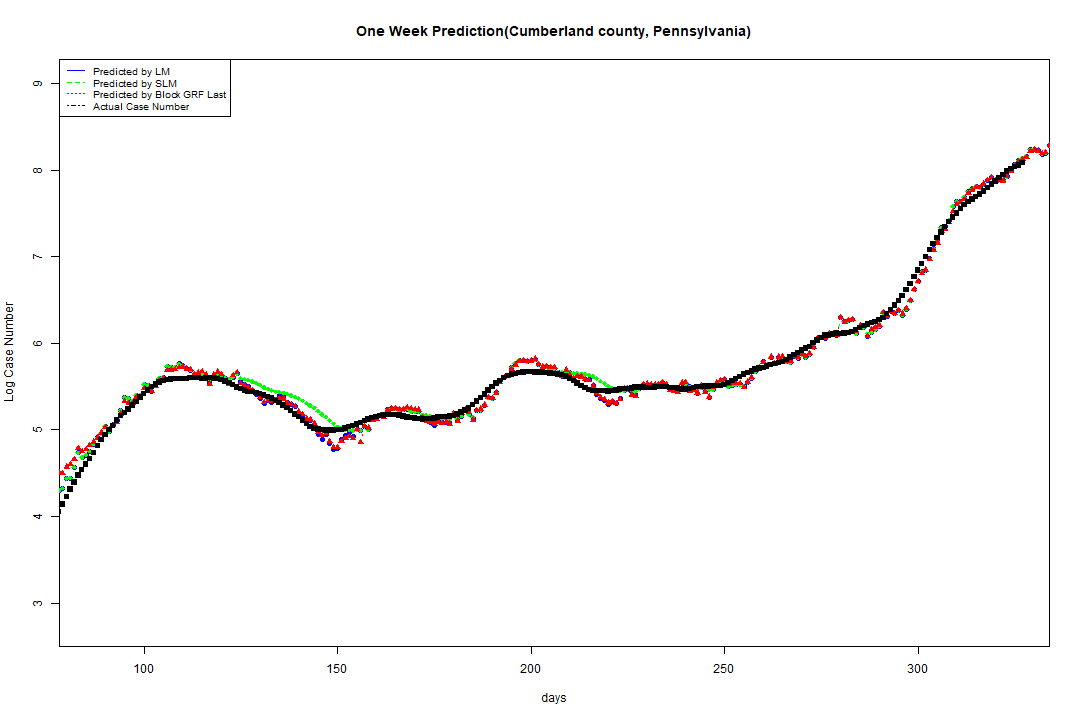 One Week Prediction(Cumberland county, Pennsylvania)
Predicted by LM
Predicted by SLM
Predicted by Block GRF Last
Actual Case Number
9
8
7
6
5
4
3
Log Case Number
100 150 200 250 300
days